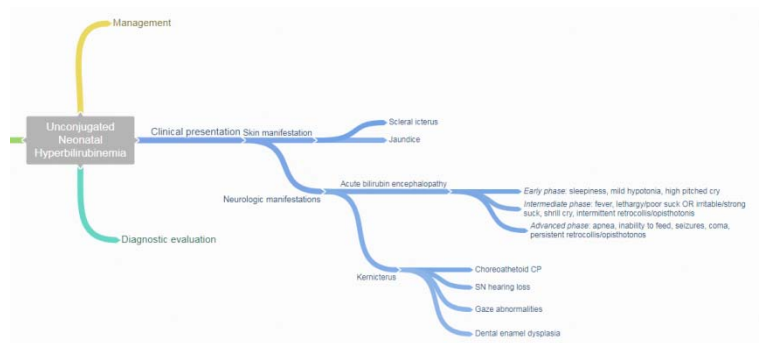 Management
Unconjugated
Neonatal
Hyperbilirubinemia
Clinical presentation
Skin manifestation
Scleral icterus
Jaundice
Neurologic manifestations
Acute bilirubin encephalopathy
Early phase: sleepiness, mild hypotonia, high pitched cry
Intermediate phase: fever, lethargy/poor suck OR irritable/strong
suck, shrill cry, intermittent retrocollis/opisthotonis
Advanced phase: apnea, inability to feed, seizures, coma,
persistent retrocollis/opisthotonos
Kernicterus
Choreoathetoid CP
SN hearing loss
Gaze abnormalities
Dental enamel dysplasia
Diagnostic evaluation